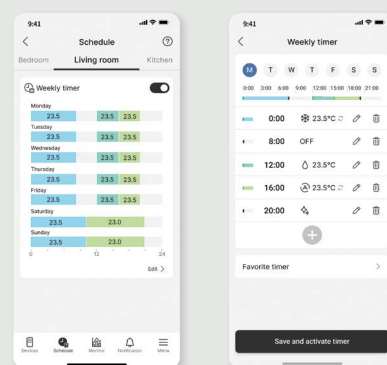 9:41
Schedule
Bedroom Living room Kitchen
Weekly timer
Monday
23.5 23.5 23.5
Tuesday
23.5 23.5 23.5
Wednesday
23.5 23.5 23.5
Thursday
23.5 23.5 23.5
Friday
23.5 23.5 23.5
Saturday
23.5 23.0
Sunday
23.5 23.0
0 12 24
Edit >
Devices Schedule Monitor Notification Menu
9:41
Weekly timer
M T W T F S S
0:00 3:00 6:00 9:00 12:00 15:00 18:00 21:00
0:00 23.5°C
8:00 OFF
12:00 23.5°C
16:00 A 23.5°C
20:00
Favorite timer >
Save and activate timer